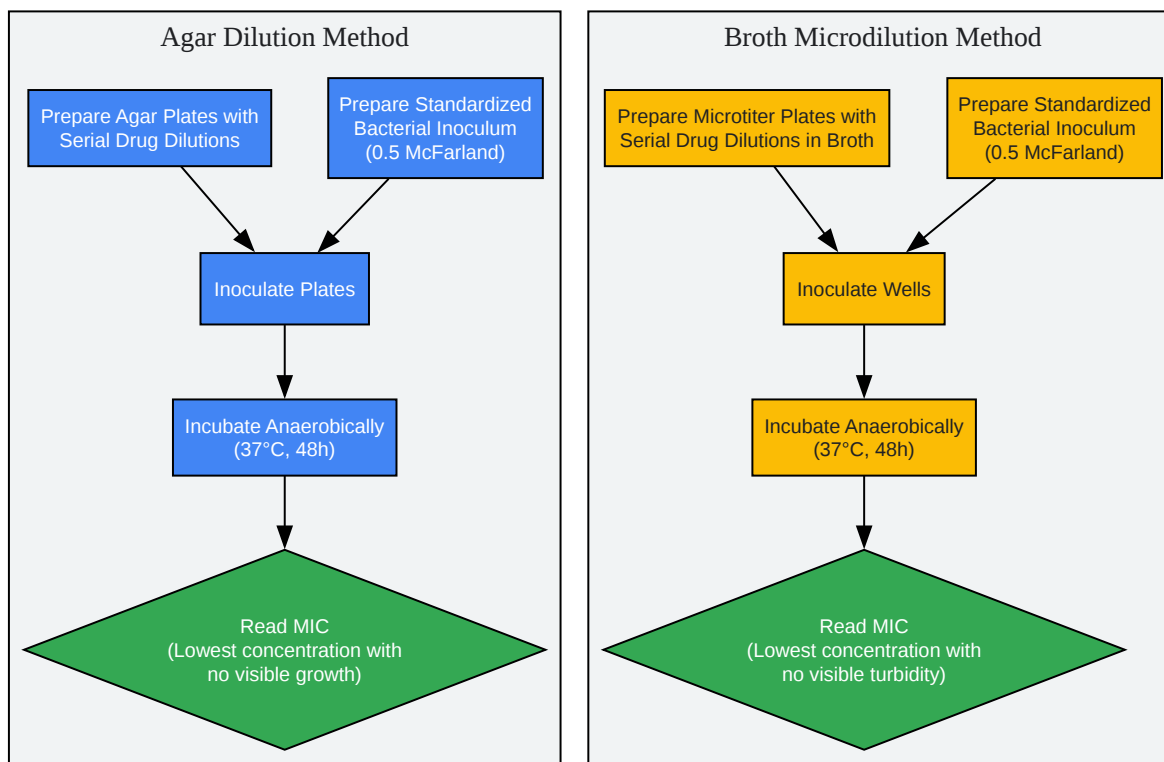 Agar Dilution Method
Prepare Agar Plates with
Serial Drug Dilutions
Prepare Standardized
Bacterial Inoculum
(0.5 McFarland)
Inoculate Plates
Incubate Anaerobically
(37°C, 48h)
Read MIC
(Lowest concentration with
no visible growth)
Broth Microdilution Method
Prepare Microtiter Plates with
Serial Drug Dilutions in Broth
Prepare Standardized
Bacterial Inoculum
(0.5 McFarland)
Inoculate Wells
Incubate Anaerobically
(37°C, 48h)
Read MIC
(Lowest concentration with
no visible turbidity)